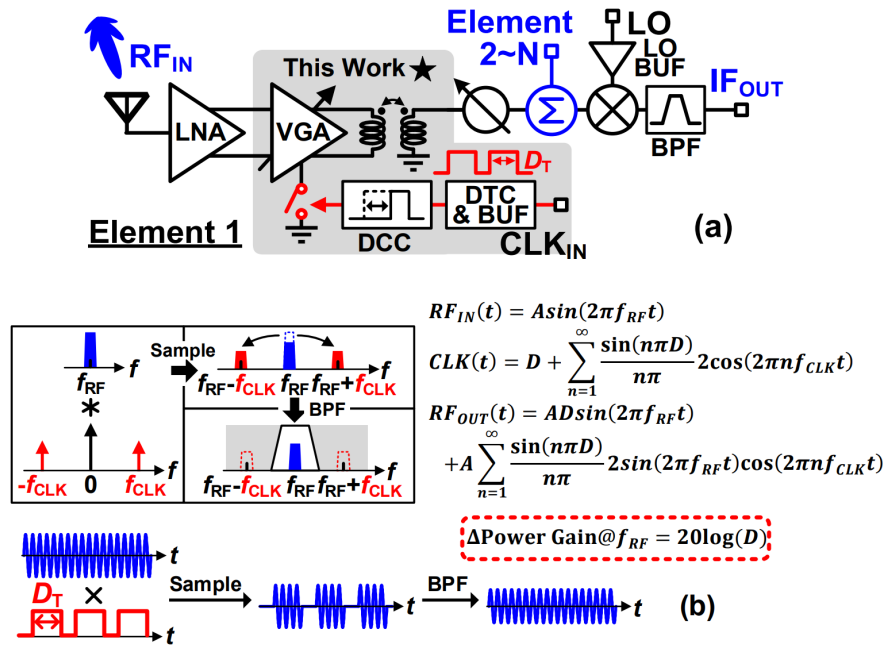 Element
2~N
LO
LO
BUF
RF_IN
This Work ★
IF_OUT
LNA
VGA
Σ
BPF
D_T
DTC
& BUF
DCC
CLK_IN
Element 1
(a)
f_RF f
Sample
f_RF-f_CLK f_RF f_RF+f_CLK f
*
BPF
-f_CLK 0 f_CLK f
f_RF-f_CLK f_RF f_RF+f_CLK f
RF_IN(t) = Asin(2πf_RF t)
CLK(t) = D + ∑_{n=1}^{∞} \frac{sin(nπD)}{nπ} 2cos(2πnf_CLK t)
RF_OUT(t) = ADsin(2πf_RF t)
+A ∑_{n=1}^{∞} \frac{sin(nπD)}{nπ} 2sin(2πf_RF t)cos(2πnf_CLK t)
ΔPower Gain@f_RF = 20log(D)
t
D_T × Sample t BPF t
t
(b)